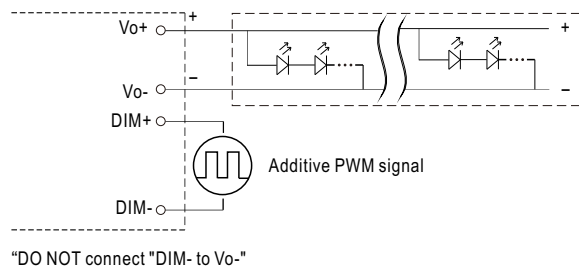 Vo+
+
+
Vo-
−
−
DIM+
Additive PWM signal
DIM-
“DO NOT connect "DIM- to Vo-"